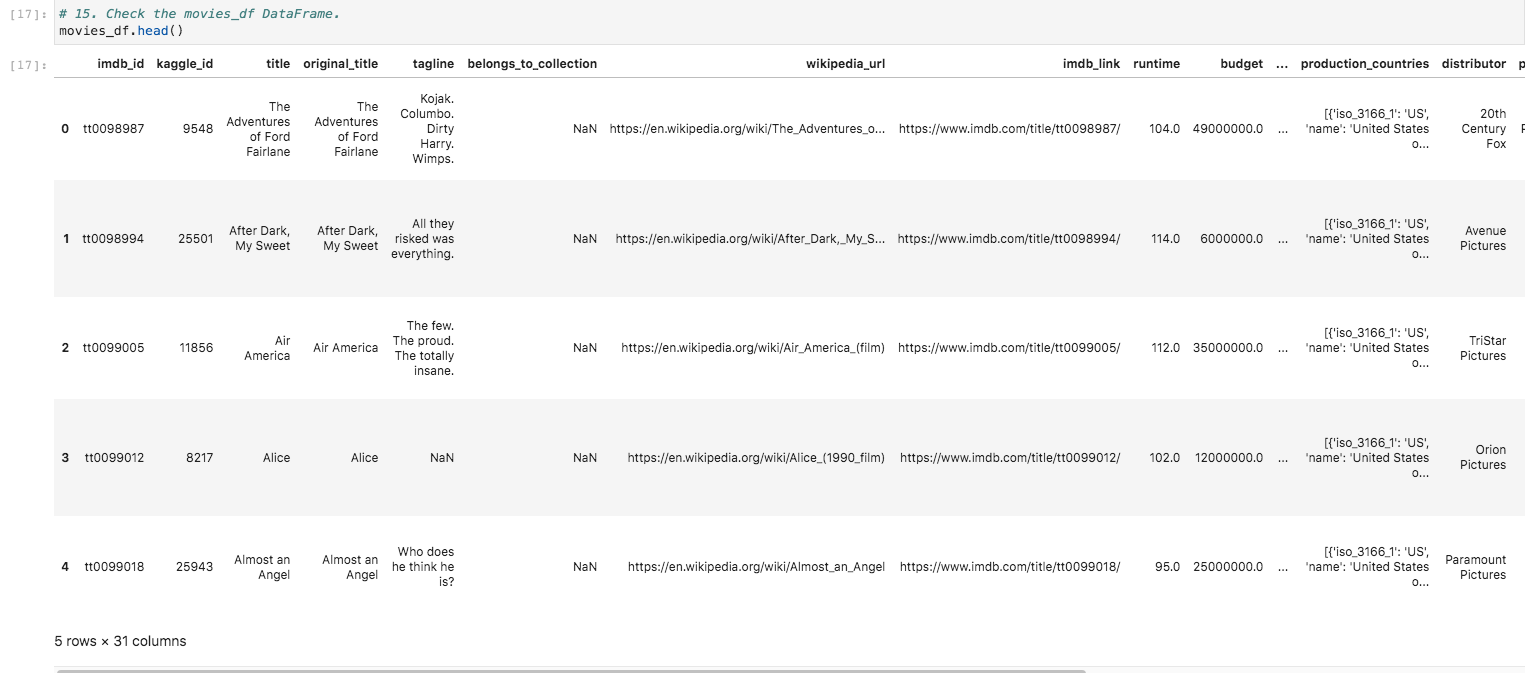 [17]: # 15. Check the movies_df DataFrame.
movies_df.head()
[17]: imdb_id kaggle_id title original_title tagline belongs_to_collection wikipedia_url imdb_link runtime budget ... production_countries distributor p
0 tt0098987 9548 The Adventures of Ford Fairlane The Adventures of Ford Fairlane Kojak. Columbo. Dirty Harry. Wimps. NaN https://en.wikipedia.org/wiki/The_Adventures_o... https://www.imdb.com/title/tt0098987/ 104.0 49000000.0 ... [{'iso_3166_1': 'US', 'name': 'United States o... 20th Century Fox
1 tt0098994 25501 After Dark, My Sweet After Dark, My Sweet All they risked was everything. NaN https://en.wikipedia.org/wiki/After_Dark,_My_S... https://www.imdb.com/title/tt0098994/ 114.0 6000000.0 ... [{'iso_3166_1': 'US', 'name': 'United States o... Avenue Pictures
2 tt0099005 11856 Air America Air America The few. The proud. The totally insane. NaN https://en.wikipedia.org/wiki/Air_America_(film) https://www.imdb.com/title/tt0099005/ 112.0 35000000.0 ... [{'iso_3166_1': 'US', 'name': 'United States o... TriStar Pictures
3 tt0099012 8217 Alice Alice NaN NaN https://en.wikipedia.org/wiki/Alice_(1990_film) https://www.imdb.com/title/tt0099012/ 102.0 12000000.0 ... [{'iso_3166_1': 'US', 'name': 'United States o... Orion Pictures
4 tt0099018 25943 Almost an Angel Almost an Angel Who does he think he is? NaN https://en.wikipedia.org/wiki/Almost_an_Angel https://www.imdb.com/title/tt0099018/ 95.0 25000000.0 ... [{'iso_3166_1': 'US', 'name': 'United States o... Paramount Pictures
5 rows × 31 columns